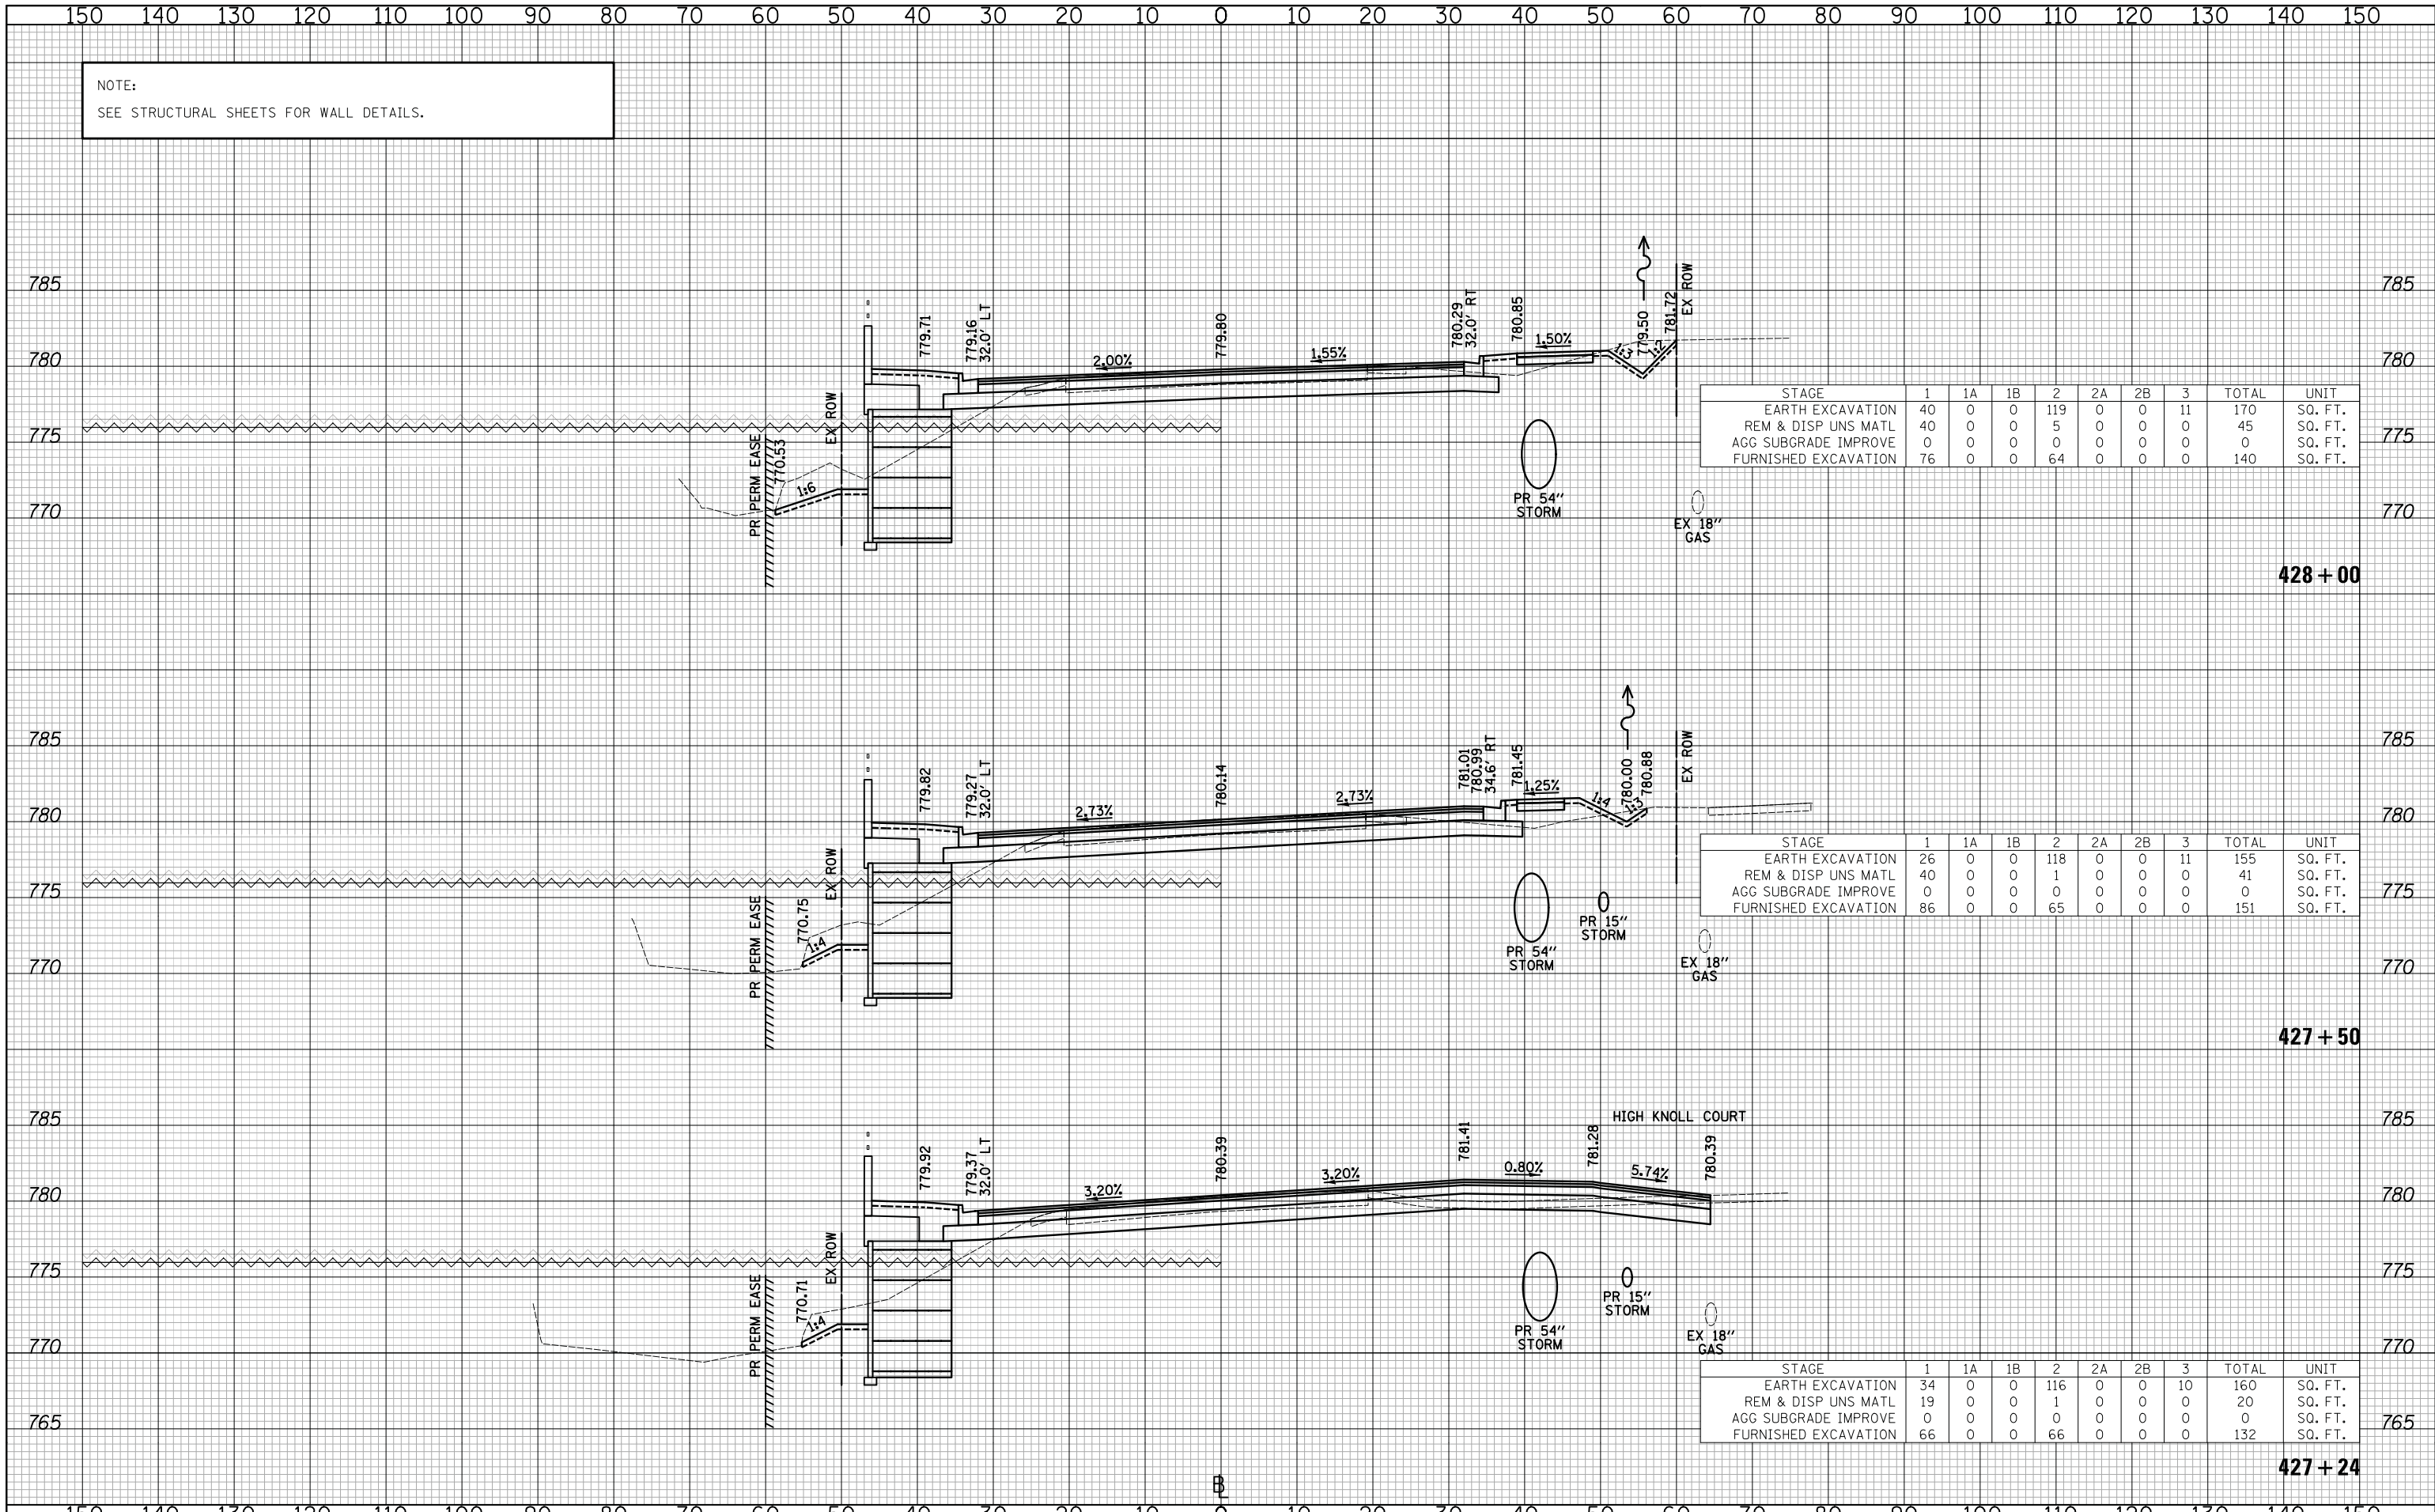 150 140 130 120 110 100 90 80 70 60 50 40 30 20 10 0 10 20 30 40 50 60 70 80 90 100 110 120 130 140 150
NOTE:
SEE STRUCTURAL SHEETS FOR WALL DETAILS.
785 785
780 780
775 775
770 770
PR PERM EASE
770.53
1:6
EX ROW
779.71
779.16
32.0' LT
2.00%
779.80
1.55%
780.29
32.0' RT
780.85
1.50%
1:3
779.50
1:2
781.72
EX ROW
PR 54"
STORM
EX 18"
GAS
STAGE 1 1A 1B 2 2A 2B 3 TOTAL UNIT
EARTH EXCAVATION 40 0 0 119 0 0 11 170 SQ. FT.
REM & DISP UNS MATL 40 0 0 5 0 0 0 45 SQ. FT.
AGG SUBGRADE IMPROVE 0 0 0 0 0 0 0 0 SQ. FT.
FURNISHED EXCAVATION 76 0 0 64 0 0 0 140 SQ. FT.
428+00
785 785
780 780
775 775
770 770
PR PERM EASE
770.75
1:4
EX ROW
779.82
779.27
32.0' LT
2.73%
780.14
2.73%
781.01
780.99
34.6' RT
781.45
1.25%
1:4
780.00
1:3
780.88
EX ROW
PR 54"
STORM
PR 15"
STORM
EX 18"
GAS
STAGE 1 1A 1B 2 2A 2B 3 TOTAL UNIT
EARTH EXCAVATION 26 0 0 118 0 0 11 155 SQ. FT.
REM & DISP UNS MATL 40 0 0 1 0 0 0 41 SQ. FT.
AGG SUBGRADE IMPROVE 0 0 0 0 0 0 0 0 SQ. FT.
FURNISHED EXCAVATION 86 0 0 65 0 0 0 151 SQ. FT.
427+50
785 785
780 780
775 775
770 770
765 765
PR PERM EASE
770.71
1:4
EX ROW
779.92
779.37
32.0' LT
3.20%
780.39
3.20%
781.41
0.80%
781.28
HIGH KNOLL COURT
5.74%
780.39
PR 54"
STORM
PR 15"
STORM
EX 18"
GAS
STAGE 1 1A 1B 2 2A 2B 3 TOTAL UNIT
EARTH EXCAVATION 34 0 0 116 0 0 10 160 SQ. FT.
REM & DISP UNS MATL 19 0 0 1 0 0 0 20 SQ. FT.
AGG SUBGRADE IMPROVE 0 0 0 0 0 0 0 0 SQ. FT.
FURNISHED EXCAVATION 66 0 0 66 0 0 0 132 SQ. FT.
427+24
BL
150 140 130 120 110 100 90 80 70 60 50 40 30 20 10 0 10 20 30 40 50 60 70 80 90 100 110 120 130 140 150